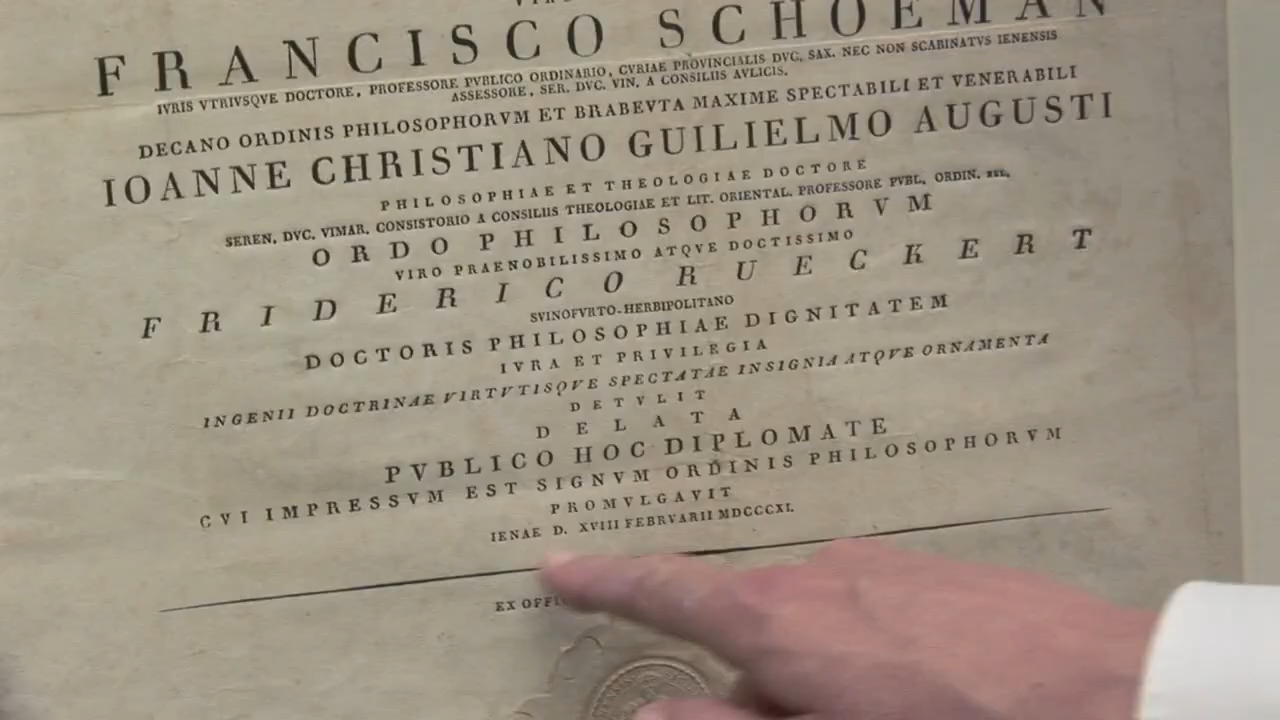 FRANCISCO SCHOEMAN
IVRIS VTRIVSQVE DOCTORE, PROFESSORE PVBLICO ORDINARIO, CVRIAE PROVINCIALIS DVC. SAX. NEC NON SCABINATVS IENENSIS
ASSESSORE, SER. DVC. VIN. A CONSILIIS AVLICIS.
DECANO ORDINIS PHILOSOPHORVM ET BRABEVTA MAXIME SPECTABILI ET VENERABILI
IOANNE CHRISTIANO GUILIELMO AUGUSTI
PHILOSOPHIAE ET THEOLOGIAE DOCTORE
SEREN. DVC. VIMAR. CONSISTORIO A CONSILIIS THEOLOGIAE ET LIT. ORIENTAL. PROFESSORE PVBL. ORDIN.
ORDO PHILOSOPHORVM
VIRO PRAENOBILISSIMO ATQVE DOCTISSIMO
FRIDERICO RUECKERT
SVINOFVRTO-HERBIPOLITANO
DOCTORIS PHILOSOPHIAE DIGNITATEM
IVRA ET PRIVILEGIA
INGENII DOCTRINAE VIRTVTISQVE SPECTATAE INSIGNIA ATQVE ORNAMENTA
DETVLIT
DELATA
PVBLICO HOC DIPLOMATE
CVI IMPRESSVM EST SIGNVM ORDINIS PHILOSOPHORVM
PROMVLGAVIT
IENAE D. XVIII FEBRVARII MDCCCXI.
EX